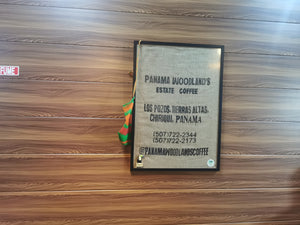 PANAMA WOODLAND'S
ESTATE COFFEE
LOS POZOS, TIERRAS ALTAS,
CHIRIQUI, PANAMA
(507)722-2344
(507)722-2173
@PANAMAWOODLANDSCOFFEE